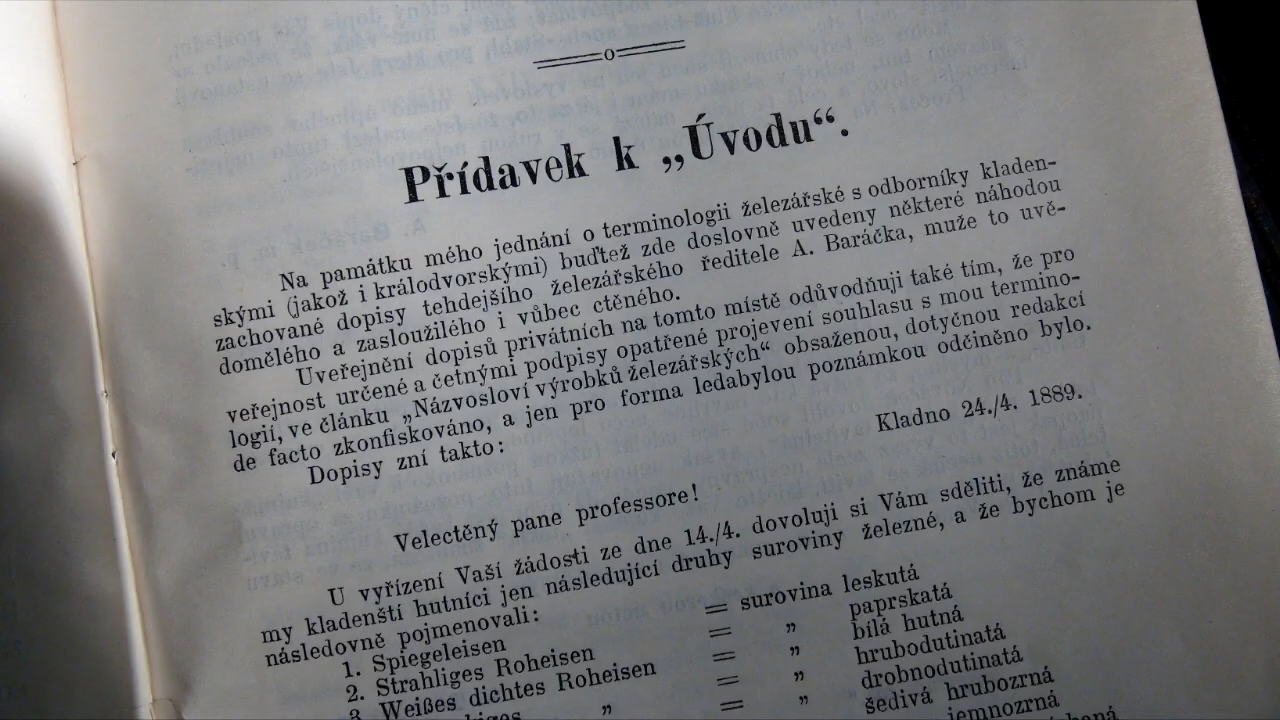 Přídavek k „Úvodu“.
Na památku mého jednání o terminologii železářské s odborníky kladen-
skými (jakož i královdvorskými) buďtež zde doslovně uvedeny některé náhodou
zachované dopisy tehdejšího železářského ředitele A. Baráčka, muže to uvě-
domělého a zasloužilého i vůbec ctěného.
Uveřejnění dopisů privátních na tomto místě odůvodňuji také tím, že pro
veřejnost určené a četnými podpisy opatřené projevení souhlasu s mou termino-
logií, ve článku „Názvosloví výrobků železářských“ obsaženou, dotyčnou redakcí
de facto zkonfiskováno, a jen pro forma ledabylou poznámkou odčiněno bylo.
Dopisy zní takto:
Kladno 24./4. 1889.
Velectěný pane professore!
U vyřízení Vaší žádosti ze dne 14./4. dovoluji si Vám sděliti, že známe
my kladenští hutníci jen následující druhy suroviny železné, a že bychom je
následovně pojmenovali:
1. Spiegeleisen = surovina leskutá
2. Strahliges Roheisen = „ paprskatá
3. Weißes dichtes Roheisen = „ bílá hutná
„ = „ hrubodutinatá
= „ drobnodutinatá
šedivá hrubozrná
jemnozrná